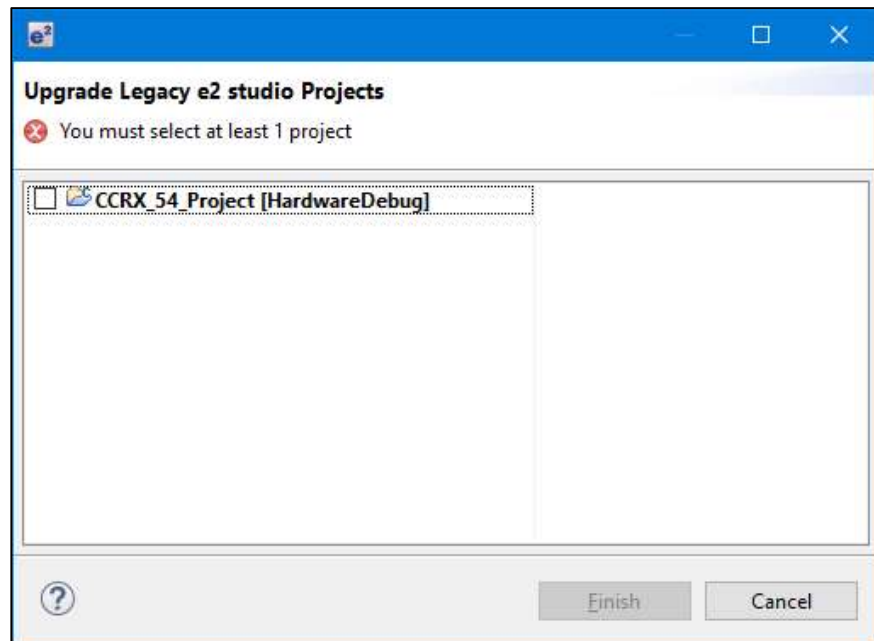 e²
Upgrade Legacy e2 studio Projects
You must select at least 1 project
CCRX_54_Project [HardwareDebug]
?
Finish
Cancel